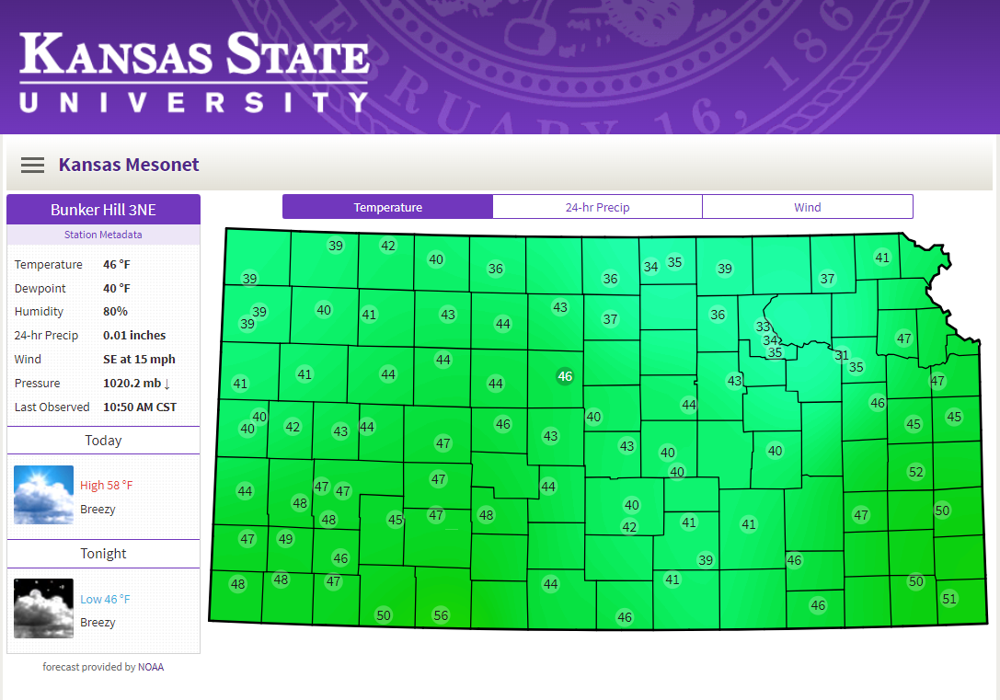 KANSAS STATE
UNIVERSITY
FEBRUARY 16, 186
Kansas Mesonet
Bunker Hill 3NE
Station Metadata
Temperature 46 °F
Dewpoint 40 °F
Humidity 80%
24-hr Precip 0.01 inches
Wind SE at 15 mph
Pressure 1020.2 mb ↓
Last Observed 10:50 AM CST
Today
High 58 °F
Breezy
Tonight
Low 46 °F
Breezy
forecast provided by NOAA
Temperature 24-hr Precip Wind
39 42 41
40 36 34 35 39
39 36 37
39 40 41 43 44 43 37 36
39 33 34 35 47
41 41 44 44 44 46 43 31 35 47
40 40 42 43 44 47 46 43 40 43 44 46 45 45
40 40 40 52
44 48 47 47 48 47 45 47 48 44 40 42 41 41 47 50
47 49 46 39 46
48 48 47 44 41 50 51
50 56 46 46